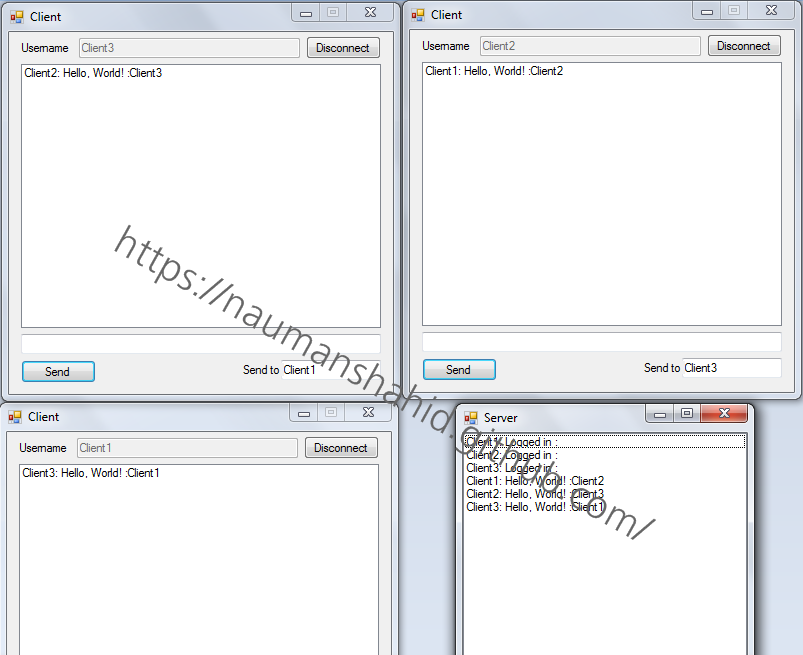 Client
Username Client3 Disconnect
Client2: Hello, World! :Client3
Send Send to Client1
Client
Username Client2 Disconnect
Client1: Hello, World! :Client2
Send Send to Client3
https://naumanshahid.github.com/
Client
Username Client1 Disconnect
Client3: Hello, World! :Client1
Server
Client1: Logged in :
Client2: Logged in :
Client3: Logged in :
Client1: Hello, World! :Client2
Client2: Hello, World! :Client3
Client3: Hello, World! :Client1